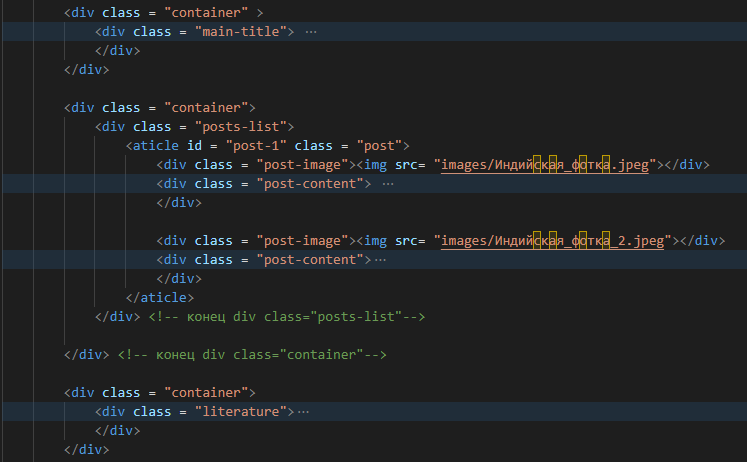 <div class = "container" >
<div class = "main-title"> ⋯
</div>
</div>
<div class = "container">
<div class = "posts-list">
<aticle id = "post-1" class = "post">
<div class = "post-image"><img src= "images/Индийская_фотка.jpeg"></div>
<div class = "post-content"> ⋯
</div>
<div class = "post-image"><img src= "images/Индийская_фотка_2.jpeg"></div>
<div class = "post-content">⋯
</div>
</aticle>
</div> <!-- конец div class="posts-list"-->
</div> <!-- конец div class="container"-->
<div class = "container">
<div class = "literature">⋯
</div>
</div>